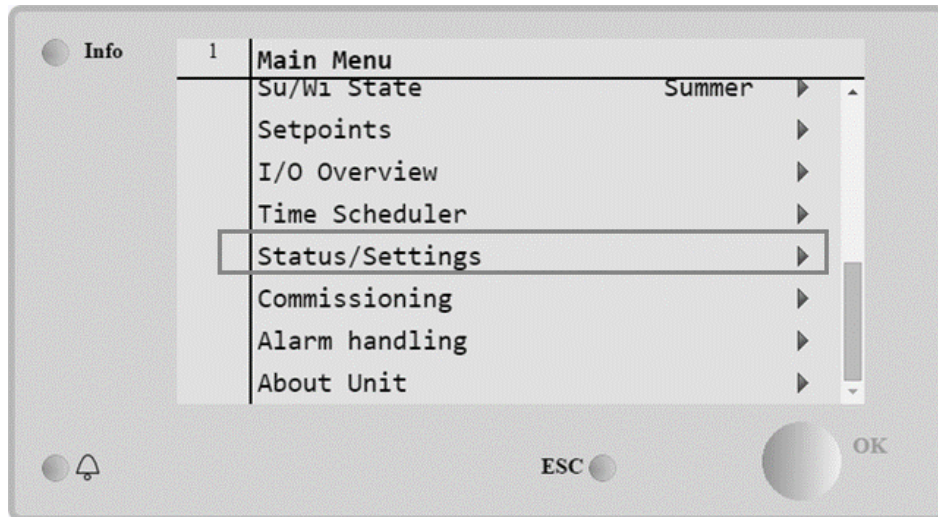 Info
1 Main Menu
Su/Wi State Summer
Setpoints
I/O Overview
Time Scheduler
Status/Settings
Commissioning
Alarm handling
About Unit
ESC
OK